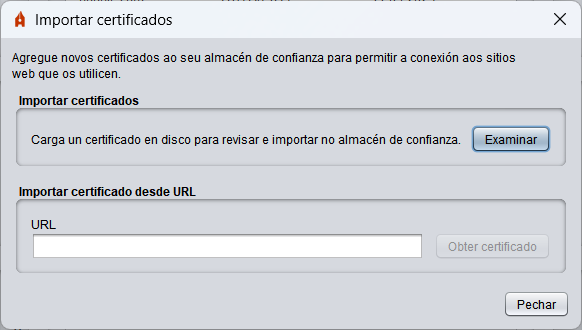 Importar certificados
Agregue novos certificados ao seu almacén de confianza para permitir a conexión aos sitios
web que os utilicen.
Importar certificados
Carga un certificado en disco para revisar e importar no almacén de confianza.
Examinar
Importar certificado desde URL
URL
Obter certificado
Pechar